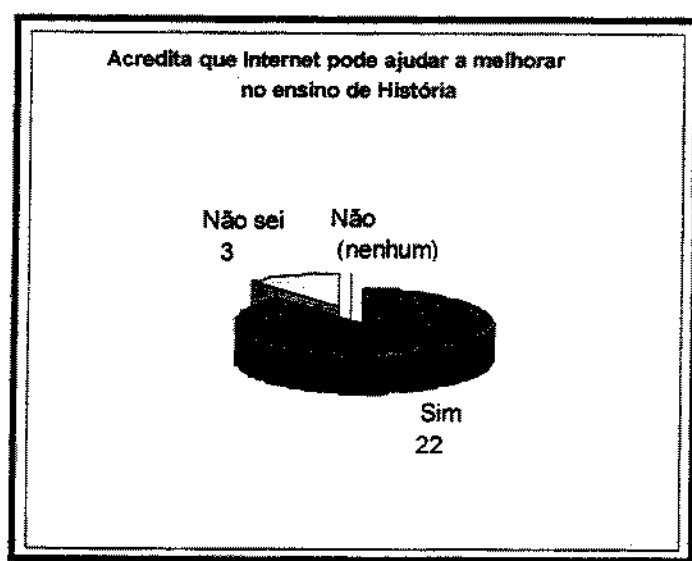 Acredita que Internet pode ajudar a melhorar
no ensino de História
Não sei
3
Não
(nenhum)
Sim
22